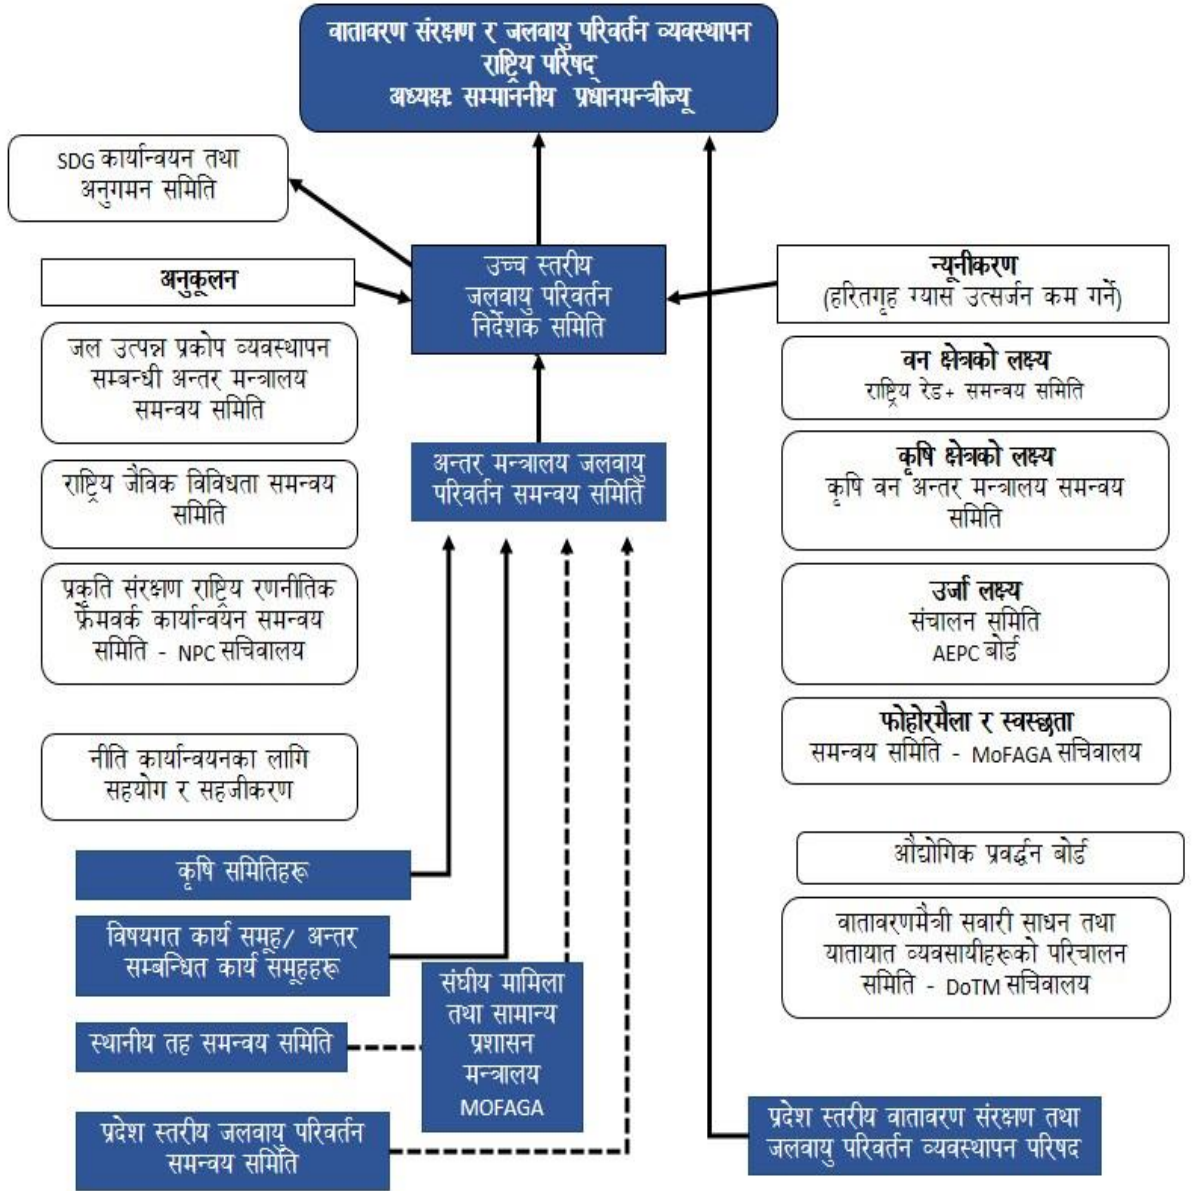 वातावरण संरक्षण र जलवायु परिवर्तन व्यवस्थापन
राष्ट्रिय परिषद्
अध्यक्षः सम्माननीय प्रधानमन्त्रीज्यू
SDG कार्यान्वयन तथा
अनुगमन समिति
उच्च स्तरीय
जलवायु परिवर्तन
निर्देशक समिति
अनुकूलन
जल उत्पन्न प्रकोप व्यवस्थापन
सम्बन्धी अन्तर मन्त्रालय
समन्वय समिति
राष्ट्रिय जैविक विविधता समन्वय
समिति
प्रकृति संरक्षण राष्ट्रिय रणनीतिक
फ्रेमवर्क कार्यान्वयन समन्वय
समिति - NPC सचिवालय
नीति कार्यान्वयनका लागि
सहयोग र सहजीकरण
अन्तर मन्त्रालय जलवायु
परिवर्तन समन्वय समिति
न्यूनीकरण
(हरितगृह ग्यास उत्सर्जन कम गर्ने)
वन क्षेत्रको लक्ष्य
राष्ट्रिय रेड+ समन्वय समिति
कृषि क्षेत्रको लक्ष्य
कृषि वन अन्तर मन्त्रालय समन्वय
समिति
उर्जा लक्ष्य
संचालन समिति
AEPC बोर्ड
फोहोरमैला र स्वस्छता
समन्वय समिति - MoFAGA सचिवालय
औद्योगिक प्रवर्द्धन बोर्ड
वातावरणमैत्री सवारी साधन तथा
यातायात व्यवसायीहरूको परिचालन
समिति - DoTM सचिवालय
कृषि समितिहरू
विषयगत कार्य समूह/ अन्तर
सम्बन्धित कार्य समूहहरू
स्थानीय तह समन्वय समिति
प्रदेश स्तरीय जलवायु परिवर्तन
समन्वय समिति
संघीय मामिला
तथा सामान्य
प्रशासन
मन्त्रालय
MOFAGA
प्रदेश स्तरीय वातावरण संरक्षण तथा
जलवायु परिवर्तन व्यवस्थापन परिषद